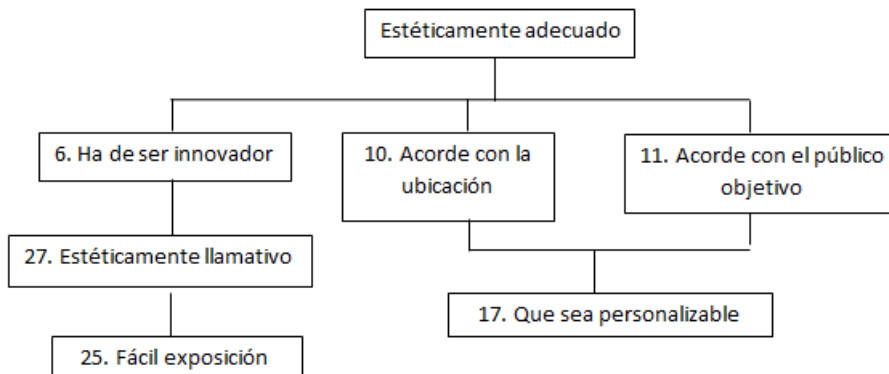 Estéticamente adecuado
6. Ha de ser innovador
10. Acorde con la
ubicación
11. Acorde con el público
objetivo
27. Estéticamente llamativo
17. Que sea personalizable
25. Fácil exposición